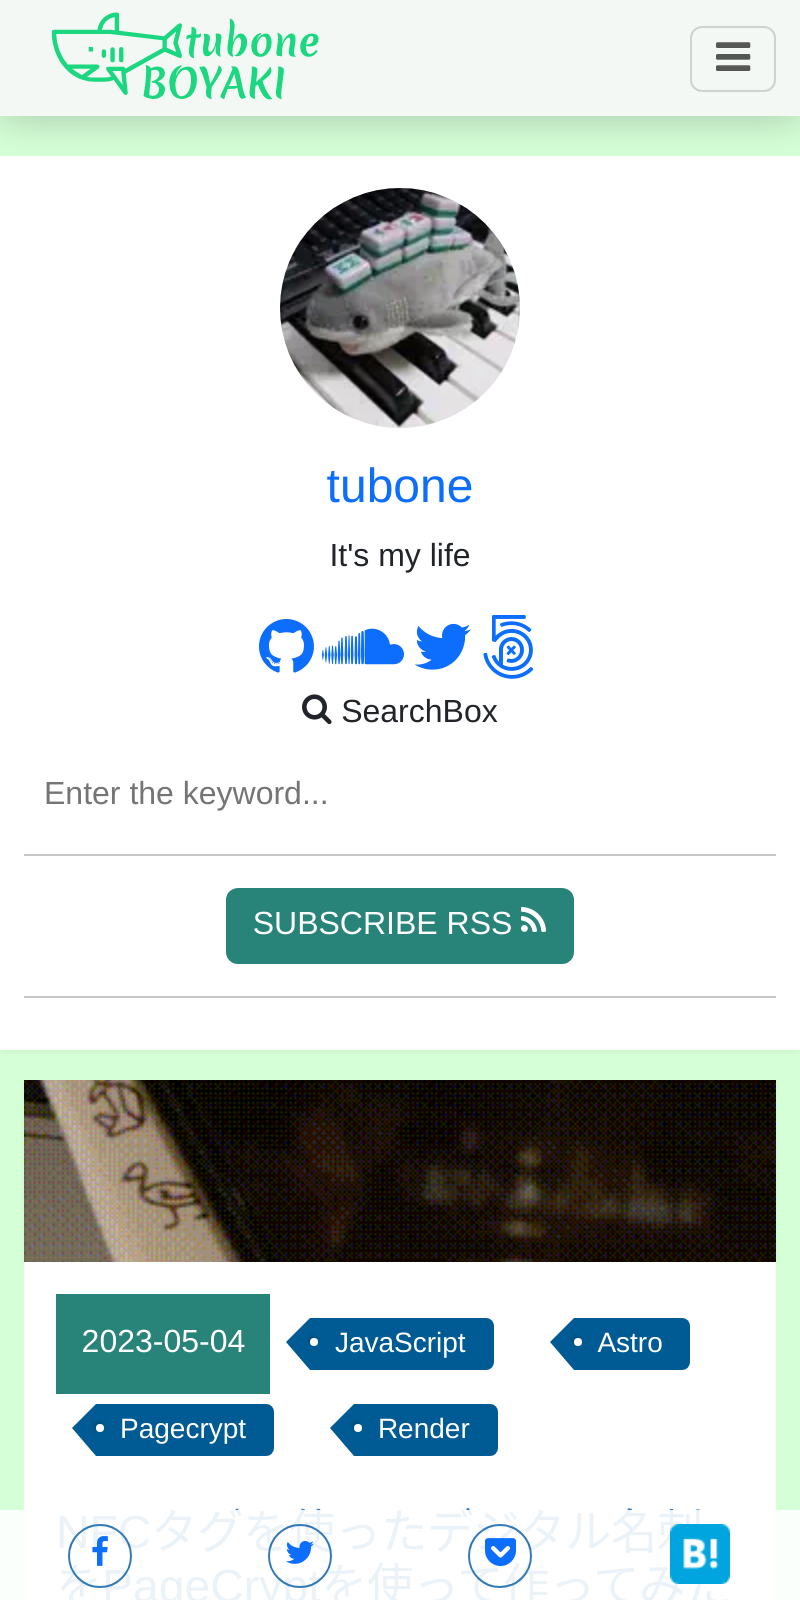 tubone
BOYAKI
tubone
It's my life
SearchBox
Enter the keyword...
SUBSCRIBE RSS
2023-05-04
JavaScript
Astro
Pagecrypt
Render
NFCタグを使ったデジタル名刺
をPageCryptを使って作ってみた
B!